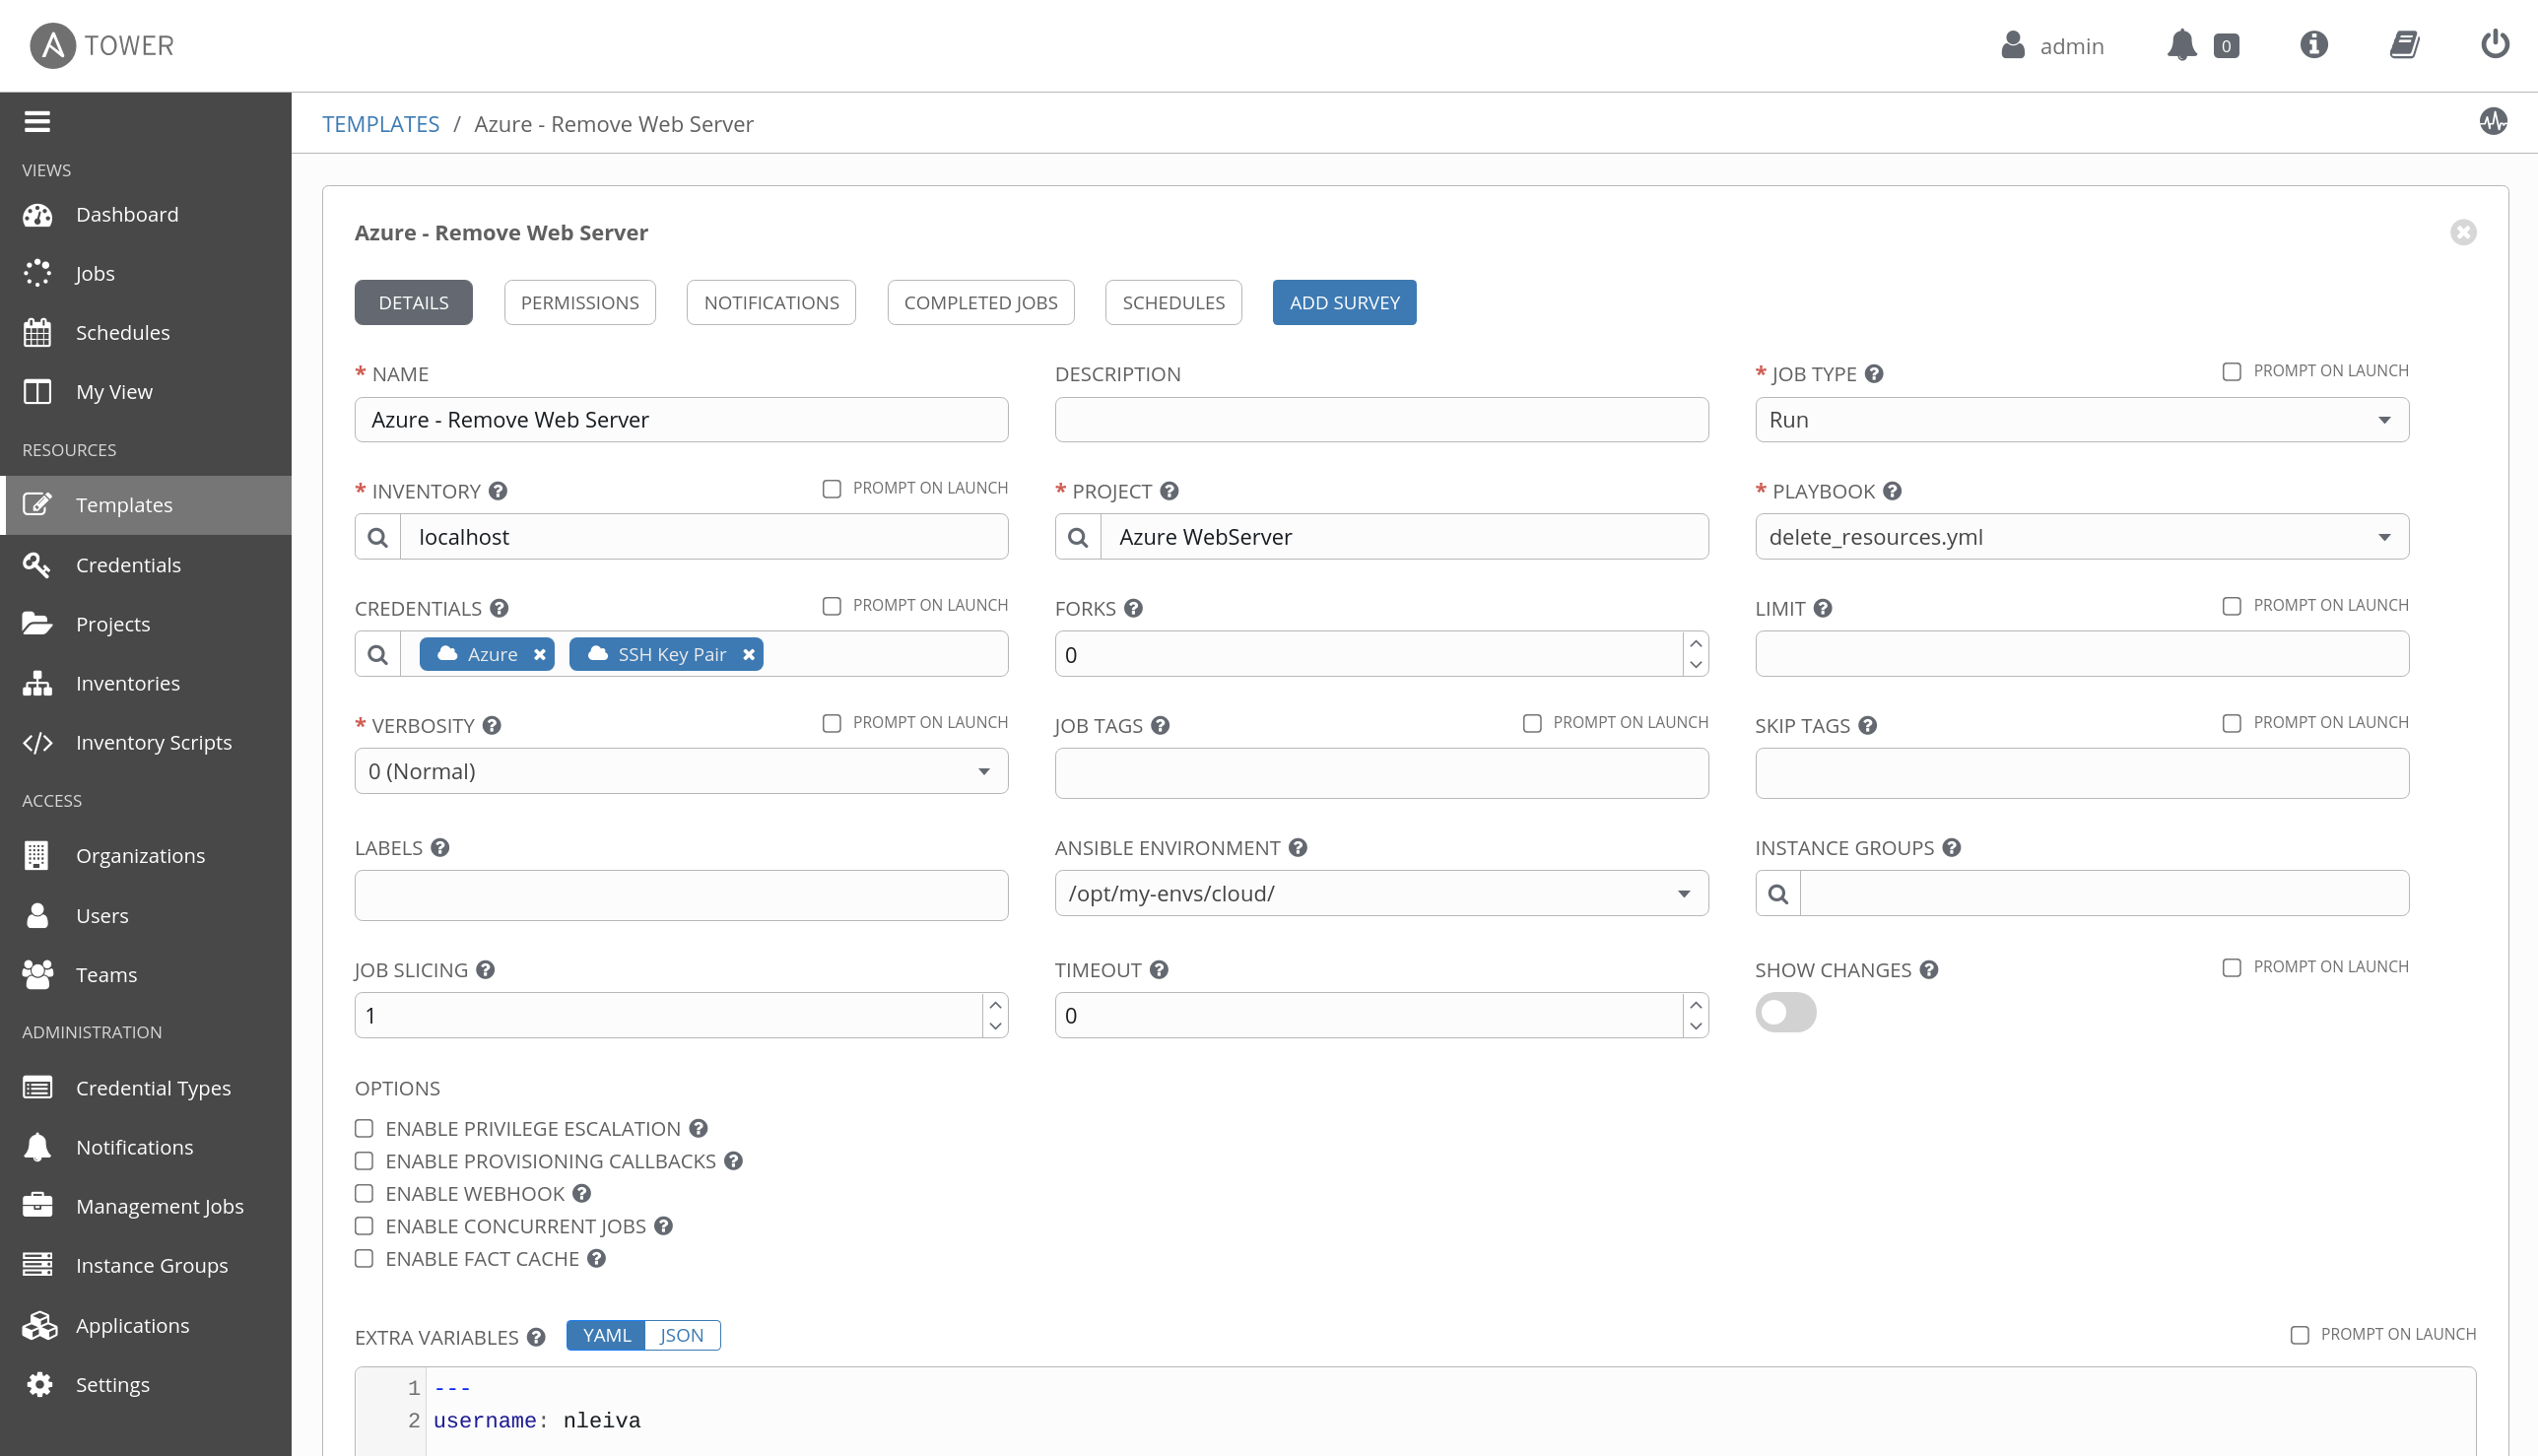 TOWER
admin
0
TEMPLATES / Azure - Remove Web Server
VIEWS
Dashboard
Jobs
Schedules
My View
RESOURCES
Templates
Credentials
Projects
Inventories
Inventory Scripts
ACCESS
Organizations
Users
Teams
ADMINISTRATION
Credential Types
Notifications
Management Jobs
Instance Groups
Applications
Settings
Azure - Remove Web Server
DETAILS PERMISSIONS NOTIFICATIONS COMPLETED JOBS SCHEDULES ADD SURVEY
* NAME
Azure - Remove Web Server
DESCRIPTION
* JOB TYPE PROMPT ON LAUNCH
Run
* INVENTORY PROMPT ON LAUNCH
localhost
* PROJECT
Azure WebServer
* PLAYBOOK
delete_resources.yml
CREDENTIALS PROMPT ON LAUNCH
Azure SSH Key Pair
FORKS
0
LIMIT PROMPT ON LAUNCH
* VERBOSITY PROMPT ON LAUNCH
0 (Normal)
JOB TAGS PROMPT ON LAUNCH
SKIP TAGS PROMPT ON LAUNCH
LABELS
ANSIBLE ENVIRONMENT
/opt/my-envs/cloud/
INSTANCE GROUPS
JOB SLICING
1
TIMEOUT
0
SHOW CHANGES PROMPT ON LAUNCH
OPTIONS
ENABLE PRIVILEGE ESCALATION
ENABLE PROVISIONING CALLBACKS
ENABLE WEBHOOK
ENABLE CONCURRENT JOBS
ENABLE FACT CACHE
EXTRA VARIABLES YAML JSON PROMPT ON LAUNCH
1 ---
2 username: nleiva